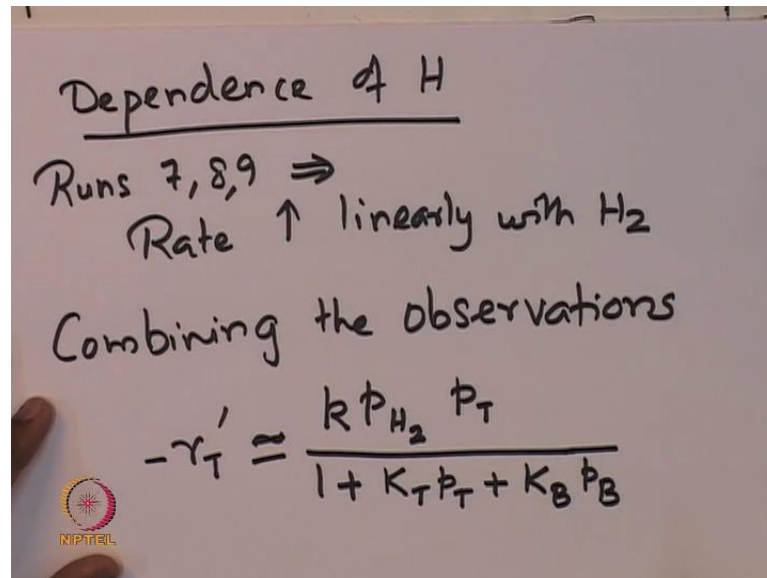 Dependence of H
Runs 7, 8, 9 ⇒
Rate ↑ linearly with H₂
Combining the observations
-r_T' ≃ (k p_H₂ p_T) / (1 + K_T p_T + K_B p_B)
NPTEL